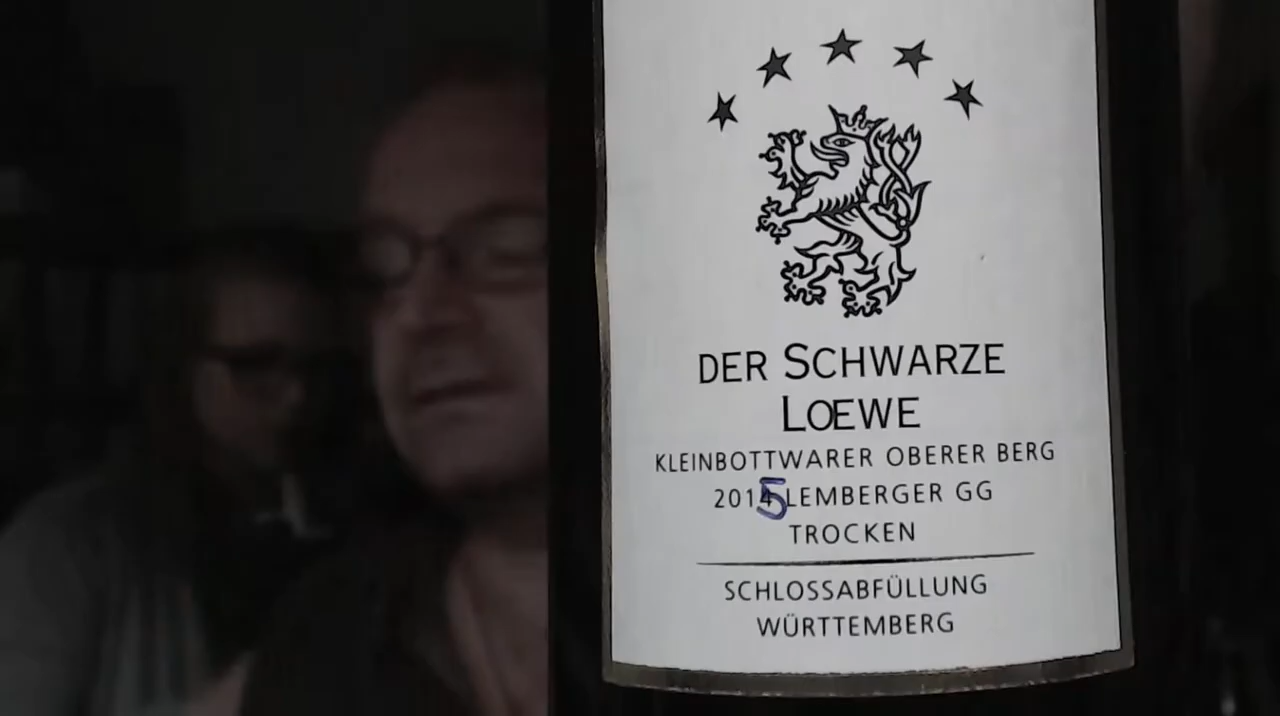 DER SCHWARZE
LOEWE
KLEINBOTTWARER OBERER BERG
2015 LEMBERGER GG
TROCKEN
SCHLOSSABFÜLLUNG
WÜRTTEMBERG